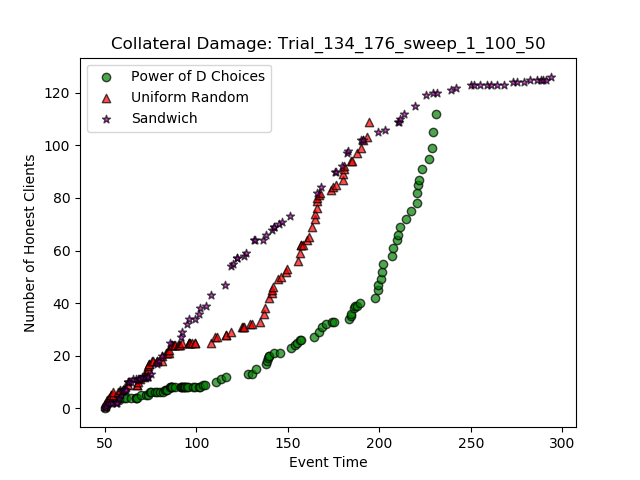 Collateral Damage: Trial_134_176_sweep_1_100_50
Power of D Choices
Uniform Random
Sandwich
Number of Honest Clients
120
100
80
60
40
20
0
50
100
150
200
250
300
Event Time